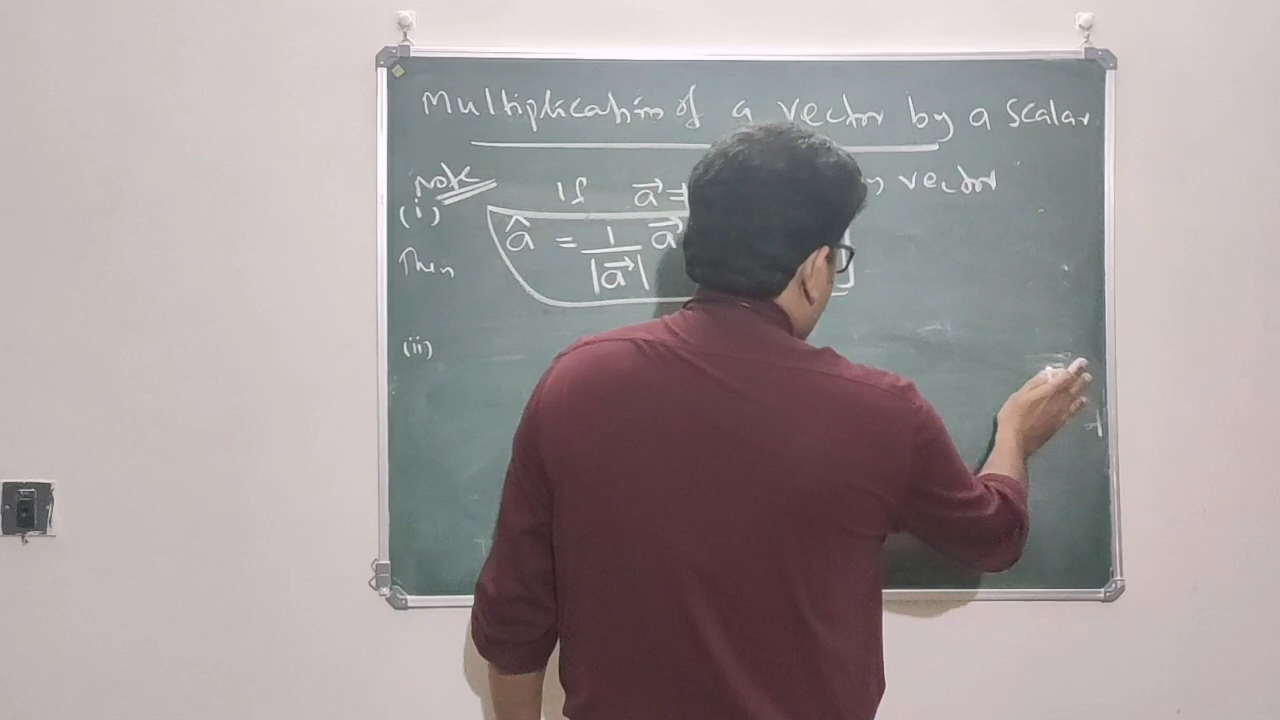 Multiplication of a vector by a scalar
Note If a⃗ = vector
(i)
â = 1/|a⃗| a⃗
Then
(ii)